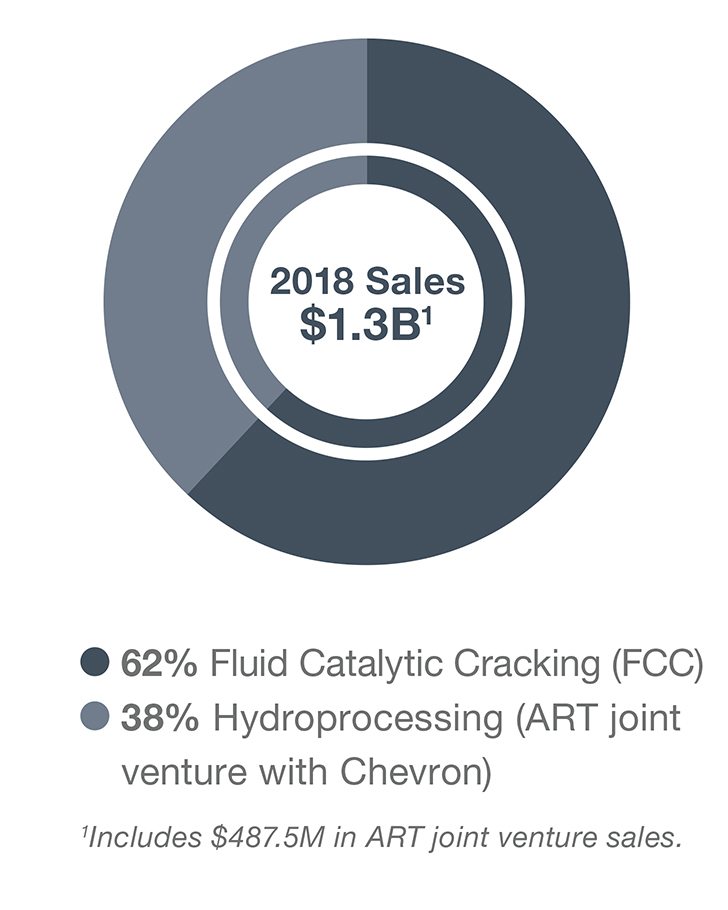 2018 Sales
$1.3B¹
62% Fluid Catalytic Cracking (FCC)
38% Hydroprocessing (ART joint
venture with Chevron)
¹Includes $487.5M in ART joint venture sales.